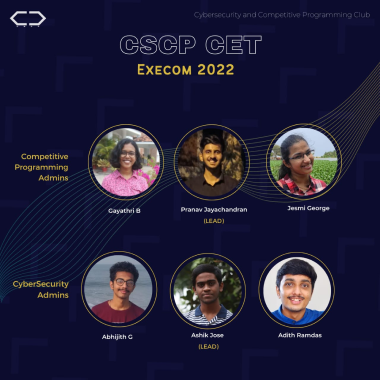 Cybersecurity and Competitive Programming Club
CSCP CET
Execom 2022
Competitive
Programming
Admins
Gayathri B
Pranav Jayachandran
(LEAD)
Jesmi George
CyberSecurity
Admins
Abhijith G
Ashik Jose
(LEAD)
Adith Ramdas